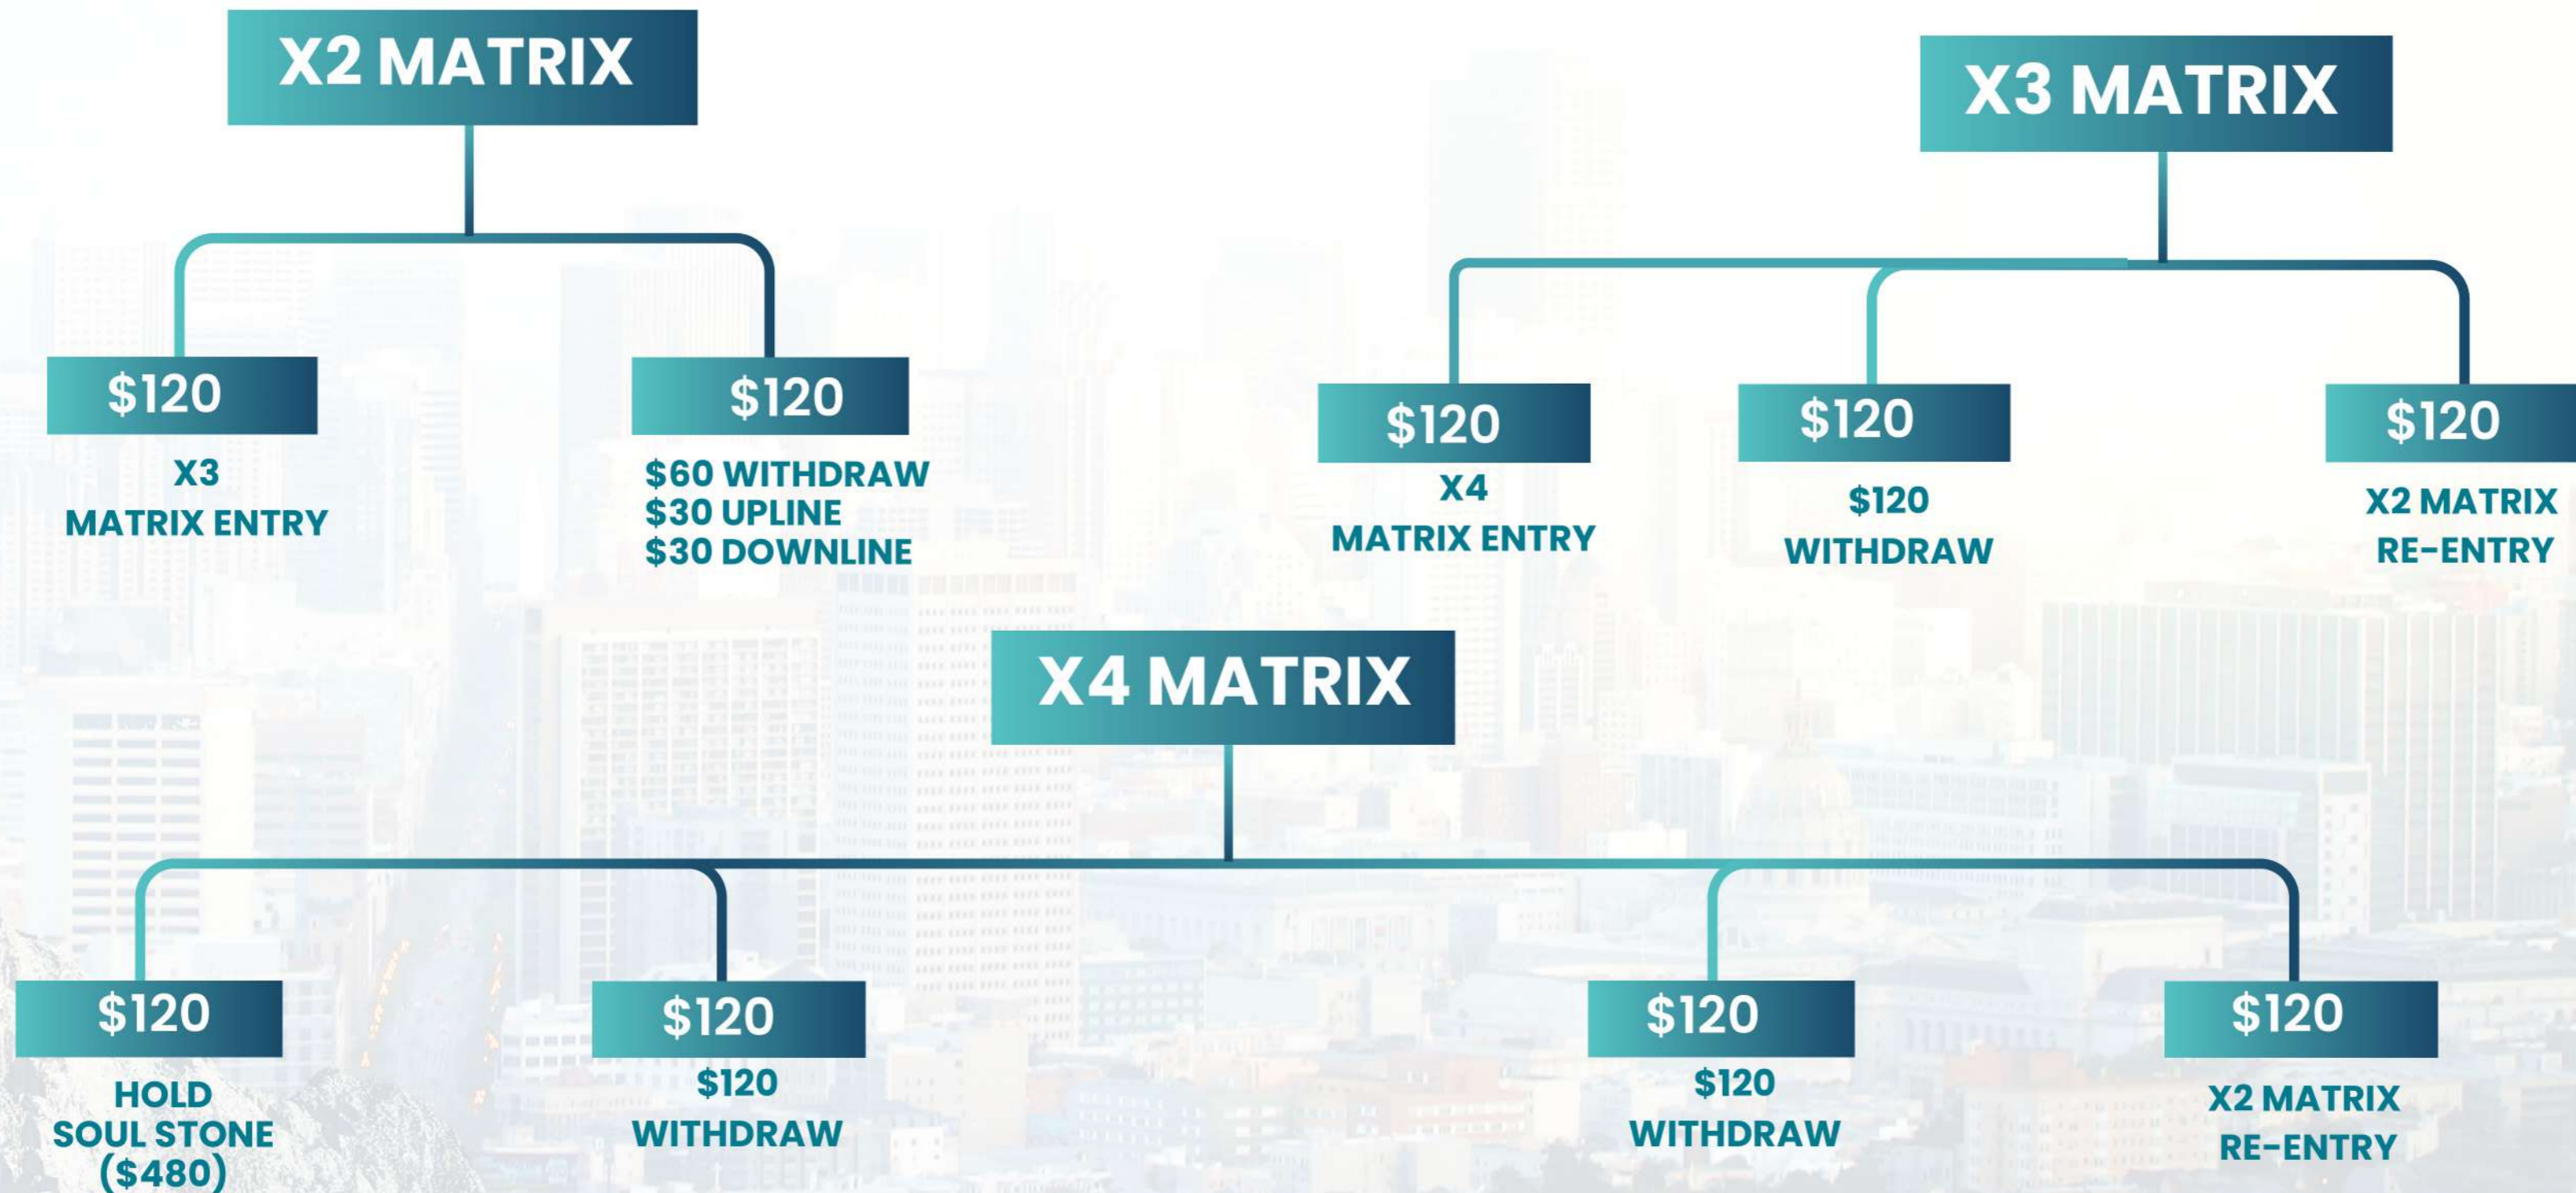 X2 MATRIX
$120
X3
MATRIX ENTRY
$120
$60 WITHDRAW
$30 UPLINE
$30 DOWNLINE
X3 MATRIX
$120
X4
MATRIX ENTRY
$120
$120
WITHDRAW
$120
X2 MATRIX
RE-ENTRY
X4 MATRIX
$120
HOLD
SOUL STONE
($480)
$120
$120
WITHDRAW
$120
$120
WITHDRAW
$120
X2 MATRIX
RE-ENTRY